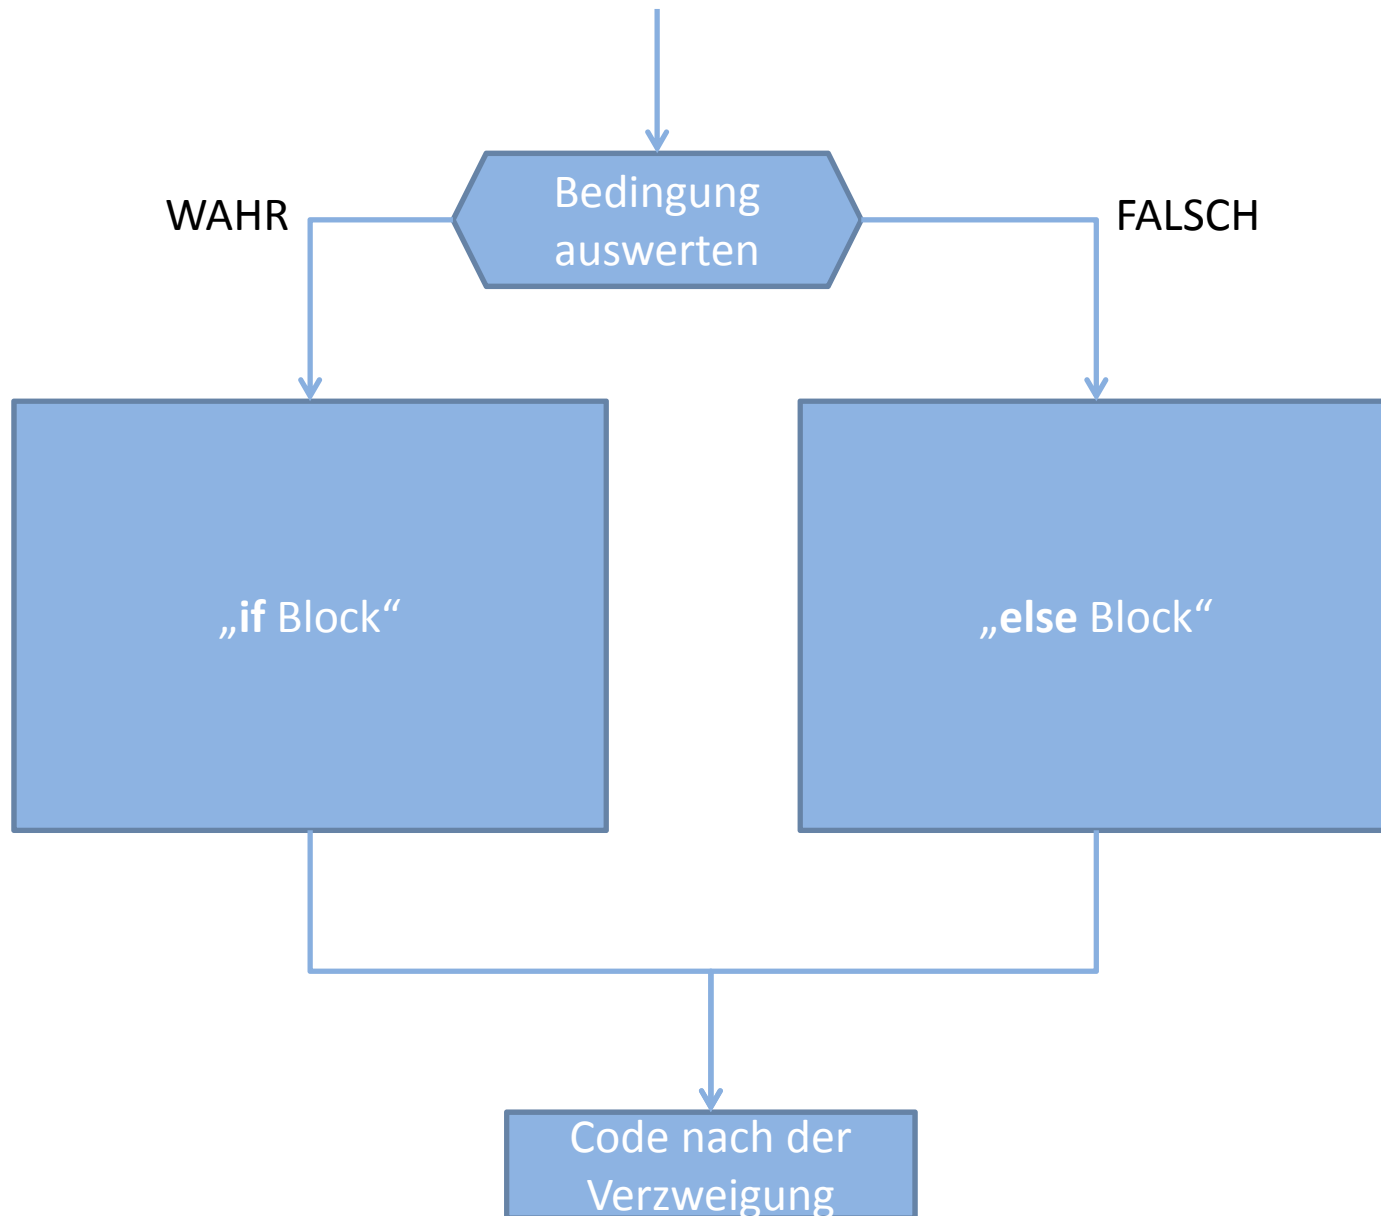 Bedingung
auswerten
WAHR
FALSCH
„if Block“
„else Block“
Code nach der
Verzweigung